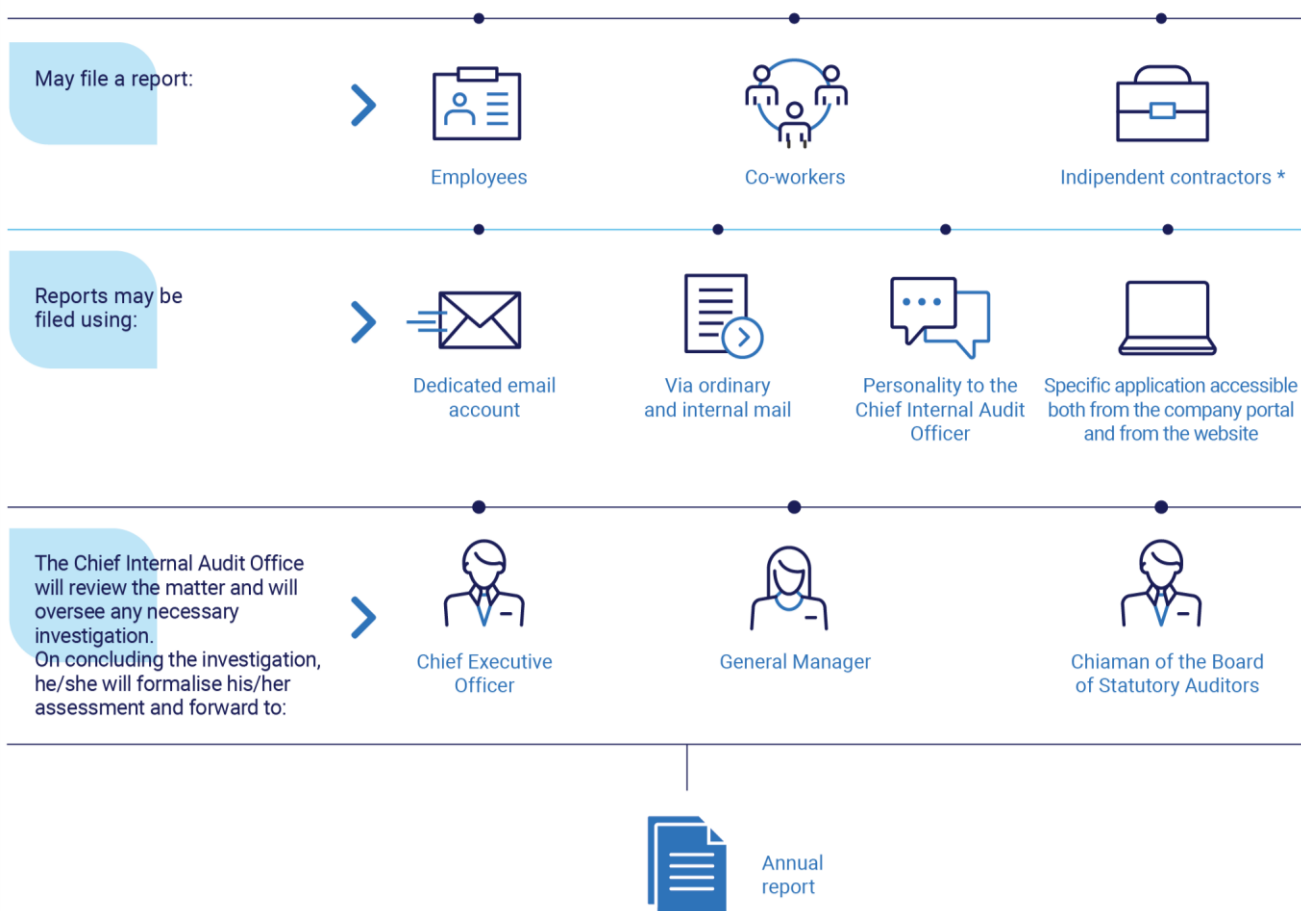 May file a report:
Employees
Co-workers
Indipendent contractors *
Reports may be
filed using:
Dedicated email
account
Via ordinary
and internal mail
Personality to the
Chief Internal Audit
Officer
Specific application accessible
both from the company portal
and from the website
The Chief Internal Audit Office
will review the matter and will
oversee any necessary
investigation.
On concluding the investigation,
he/she will formalise his/her
assessment and forward to:
Chief Executive
Officer
General Manager
Chiaman of the Board
of Statutory Auditors
Annual
report